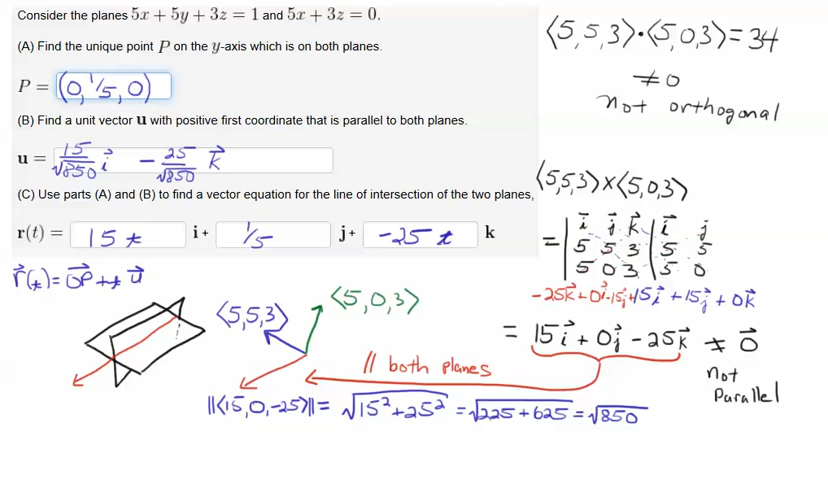 Consider the planes 5x + 5y + 3z = 1 and 5x + 3z = 0.
(A) Find the unique point P on the y-axis which is on both planes.
P = (0, 1/5, 0)
(B) Find a unit vector u with positive first coordinate that is parallel to both planes.
u = 15/√850 i⃗ - 25/√850 k⃗
(C) Use parts (A) and (B) to find a vector equation for the line of intersection of the two planes,
r(t) = 15t i + 1/5 j + -25t k
r⃗(t) = OP⃗ + t u⃗
⟨5,5,3⟩
⟨5,0,3⟩
// both planes
||⟨15,0,-25⟩|| = √15² + 25² = √225 + 625 = √850
⟨5,5,3⟩•⟨5,0,3⟩ = 34
≠ 0
Not orthogonal
⟨5,5,3⟩ × ⟨5,0,3⟩
= | i⃗ j⃗ k⃗ | i⃗ j
5 5 3 | 5 5
5 0 3 | 5 0
-25k⃗ + 0i⃗ - 15j⃗ + 15i⃗ + 15j⃗ + 0k⃗
= 15i⃗ + 0j⃗ - 25k⃗ ≠ 0⃗
Not
Parallel